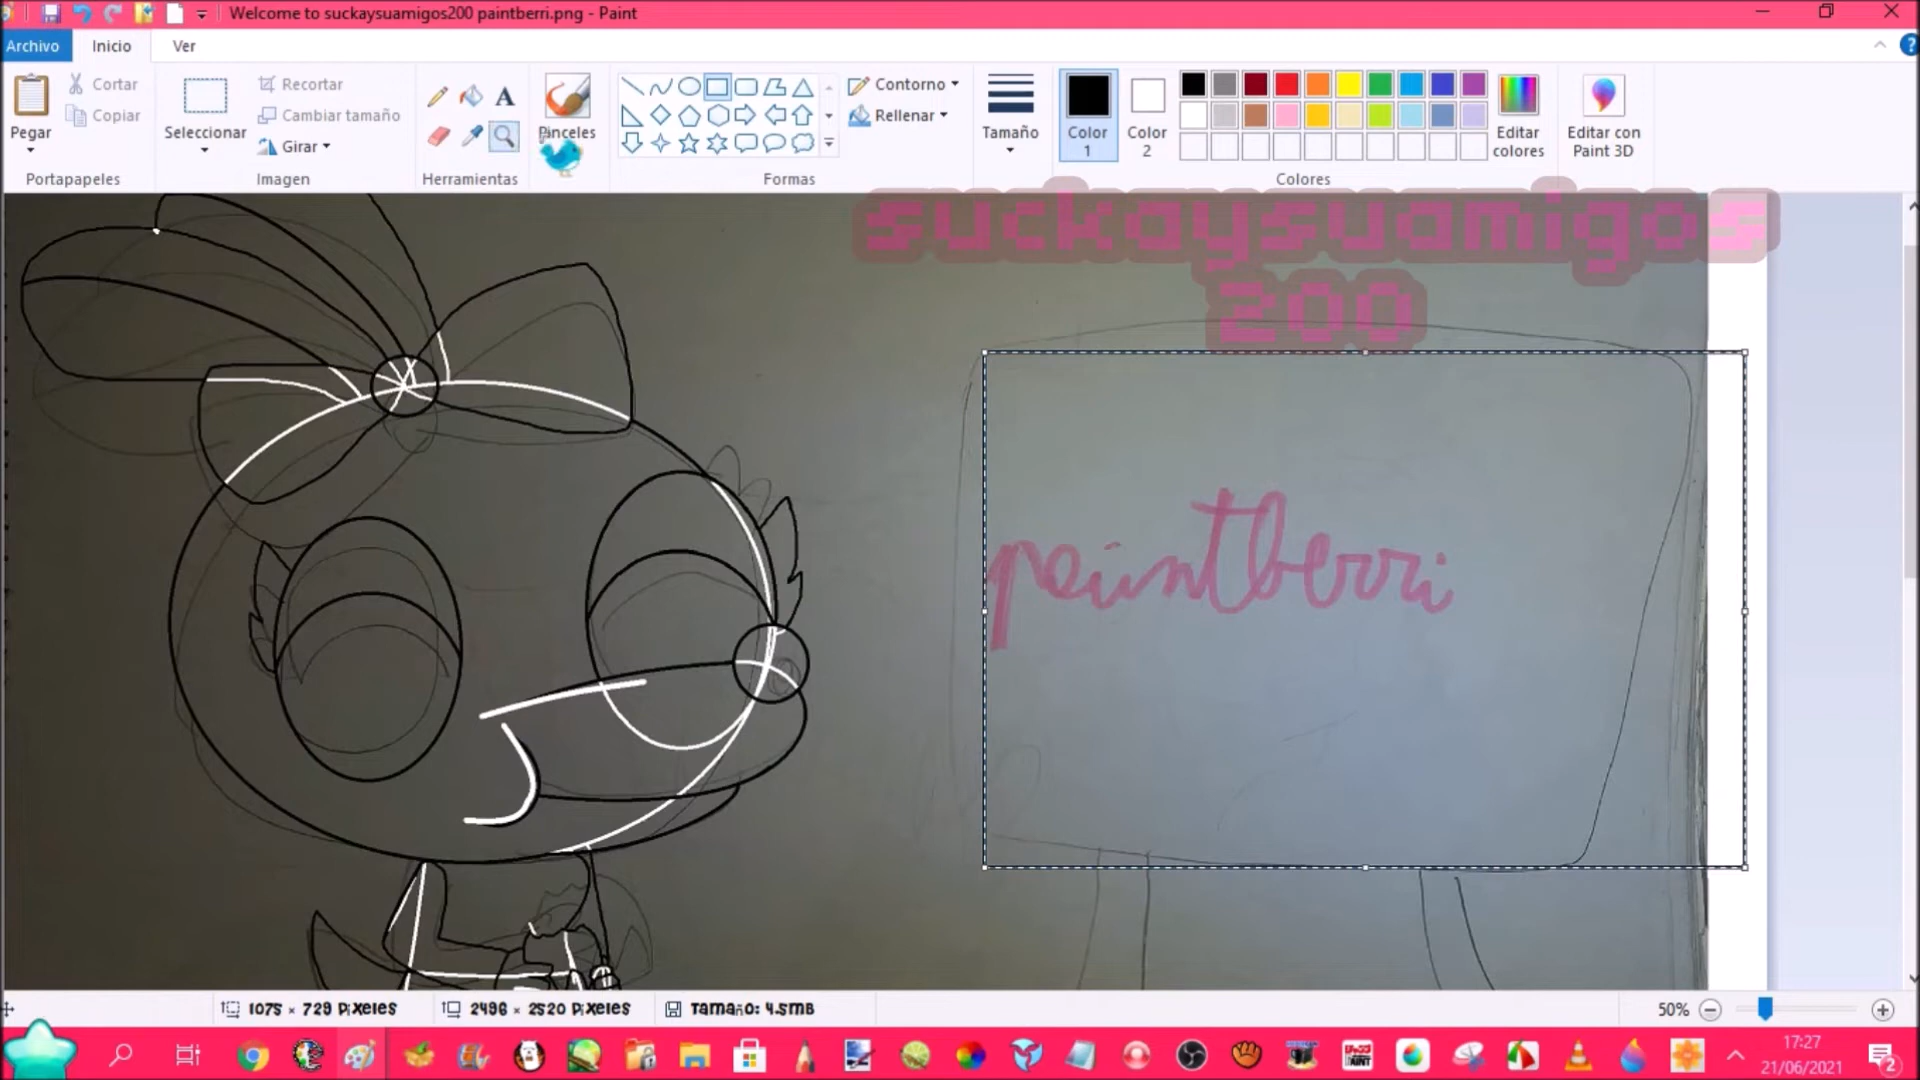 Welcome to suckaysuamigos200 paintberri.png - Paint
Archivo Inicio Ver
Pegar
Cortar
Copiar
Portapapeles
Seleccionar
Recortar
Cambiar tamaño
Girar
Imagen
Herramientas
Pinceles
Formas
Contorno
Rellenar
Tamaño
Color 1
Color 2
Editar colores
Editar con Paint 3D
Colores
suckaysuamigos
200
paintberri
1075 × 729 Píxeles
2496 × 2520 Píxeles
Tamaño: 4.5MB
50%
17:27
21/06/2021
2